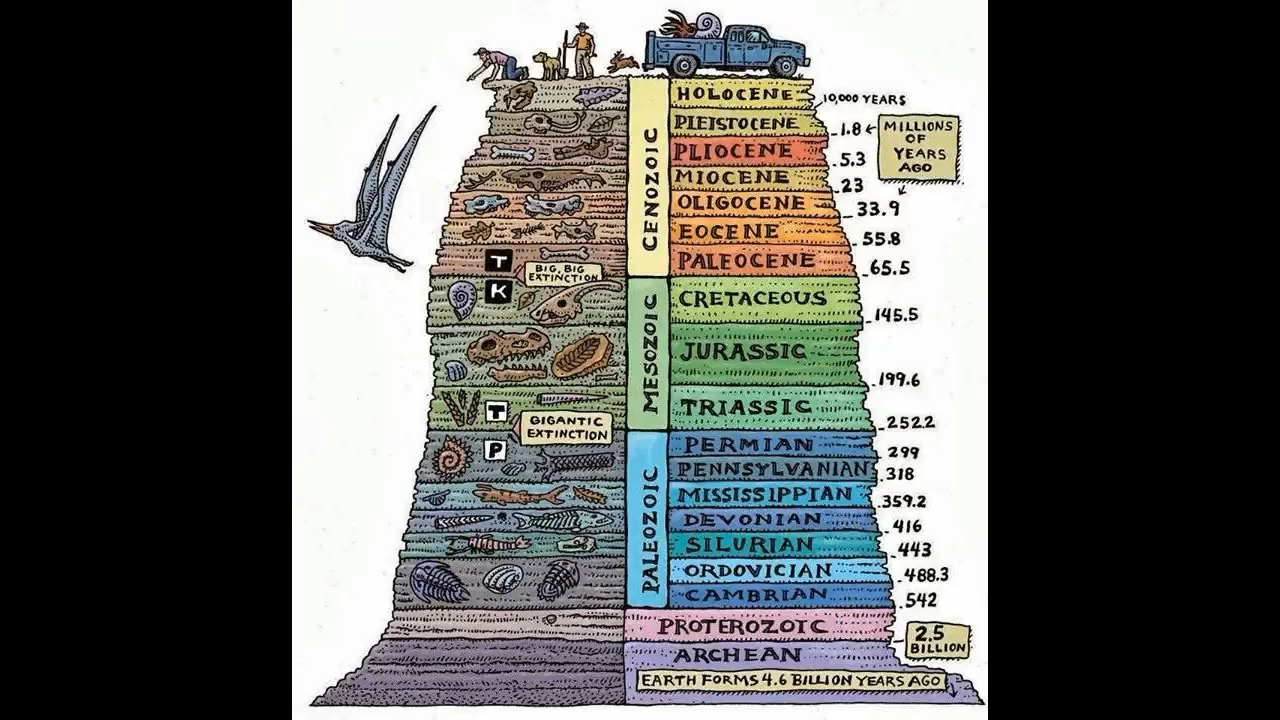 HOLOCENE
10,000 YEARS
PLEISTOCENE
1.8
MILLIONS
OF
YEARS
AGO
PLIOCENE
5.3
MIOCENE
23
OLIGOCENE
33.9
EOCENE
55.8
PALEOCENE
65.5
CENOZOIC
T
BIG, BIG
EXTINCTION
K
CRETACEOUS
145.5
JURASSIC
199.6
TRIASSIC
252.2
MESOZOIC
T
GIGANTIC
EXTINCTION
P
PERMIAN
299
PENNSYLVANIAN
318
MISSISSIPPIAN
359.2
DEVONIAN
416
SILURIAN
443
ORDOVICIAN
488.3
CAMBRIAN
542
PALEOZOIC
PROTEROZOIC
2.5
BILLION
ARCHEAN
EARTH FORMS 4.6 BILLION YEARS AGO